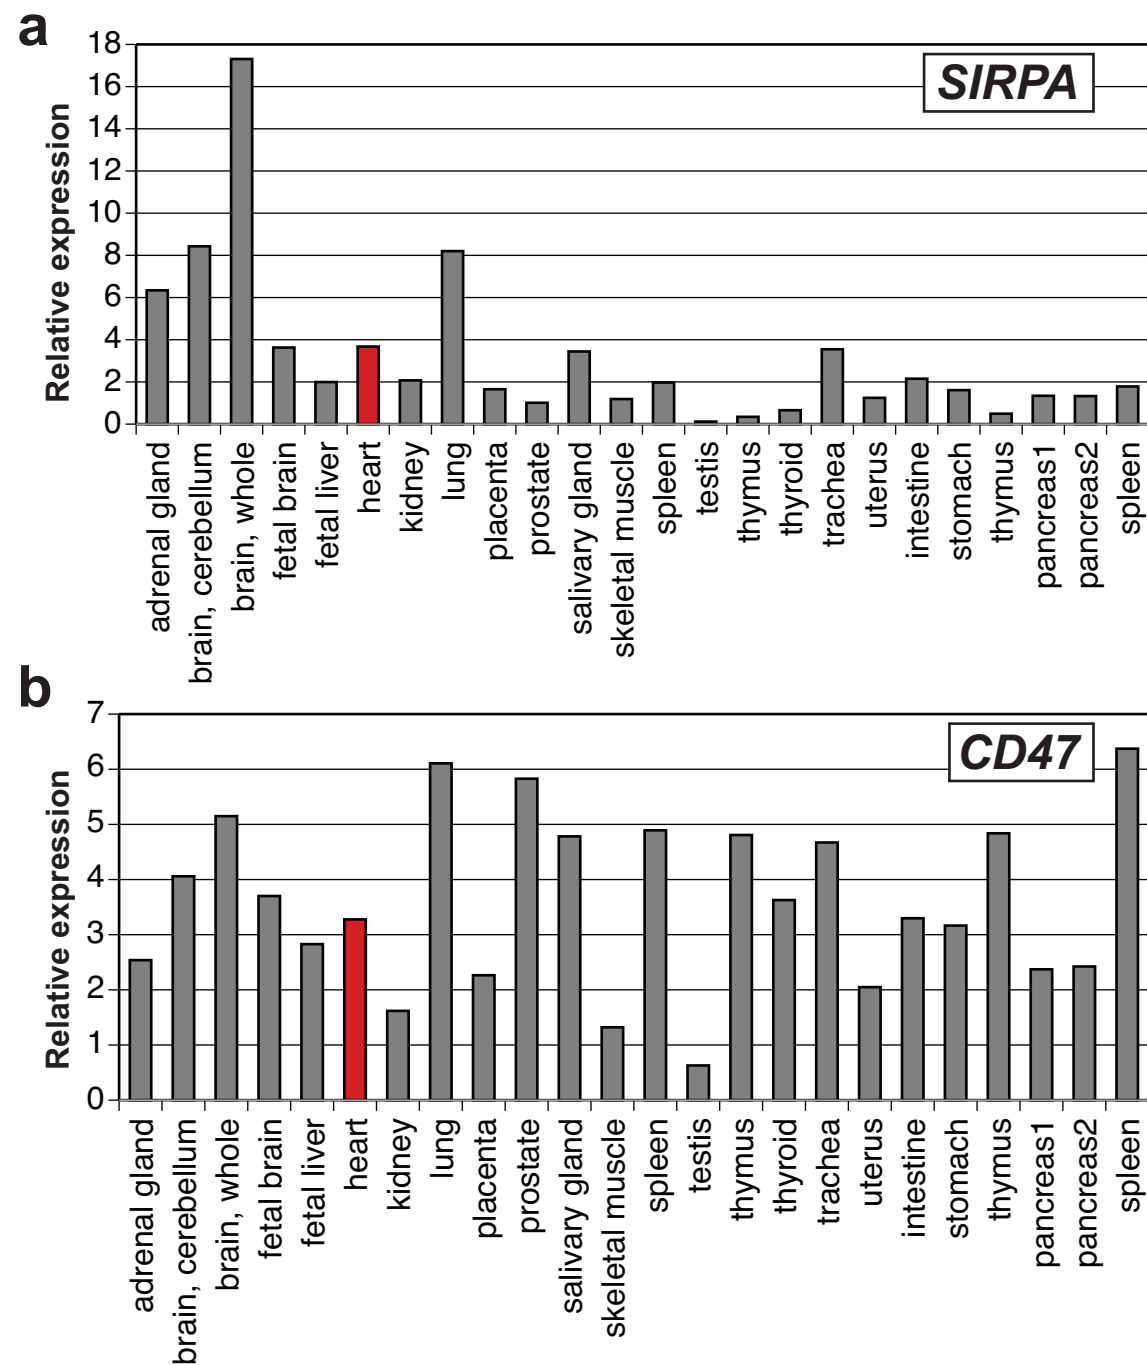 a
18
16
14
12
10
8
6
4
2
0
Relative expression
SIRPA
adrenal gland
brain, cerebellum
brain, whole
fetal brain
fetal liver
heart
kidney
lung
placenta
prostate
salivary gland
skeletal muscle
spleen
testis
thymus
thyroid
trachea
uterus
intestine
stomach
thymus
pancreas1
pancreas2
spleen
b
7
6
5
4
3
2
1
0
Relative expression
CD47
adrenal gland
brain, cerebellum
brain, whole
fetal brain
fetal liver
heart
kidney
lung
placenta
prostate
salivary gland
skeletal muscle
spleen
testis
thymus
thyroid
trachea
uterus
intestine
stomach
thymus
pancreas1
pancreas2
spleen